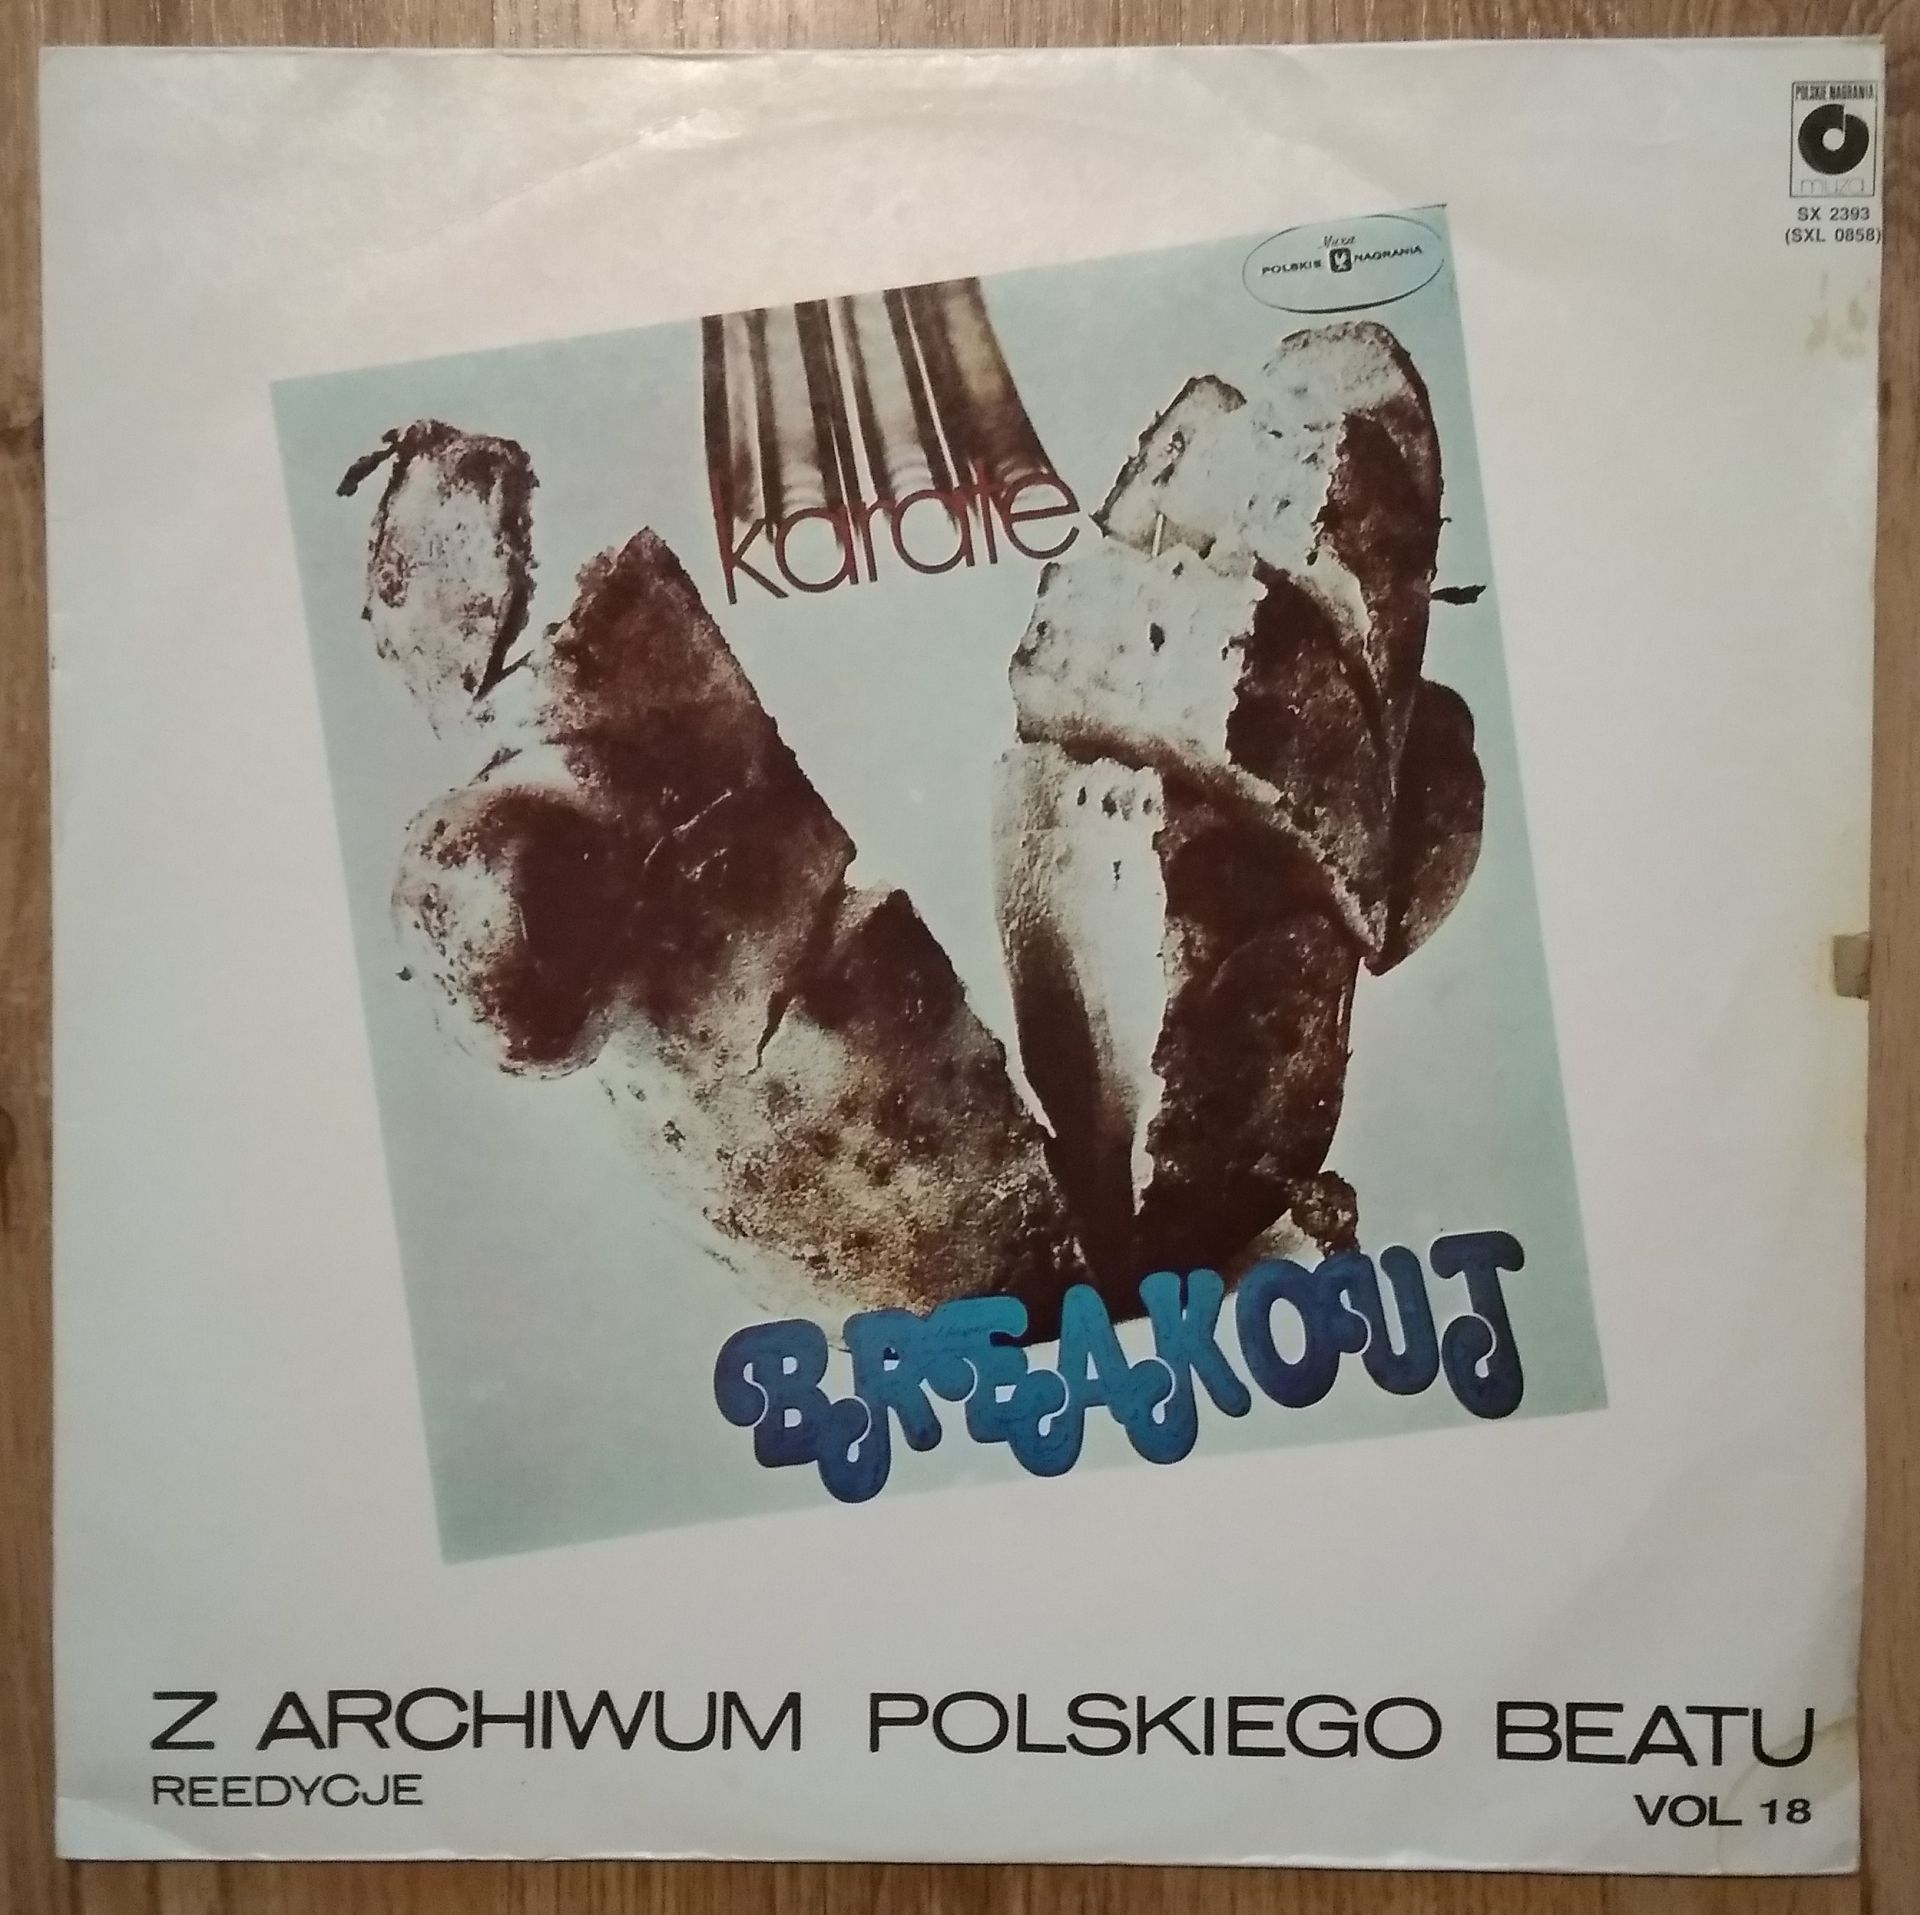 POLSKIE NAGRANIA
muza
SX 2393
(SXL 0858)
Muza
POLSKIE NAGRANIA
karate
BREAKOUT
Z ARCHIWUM POLSKIEGO BEATU
REEDYCJE
VOL 18